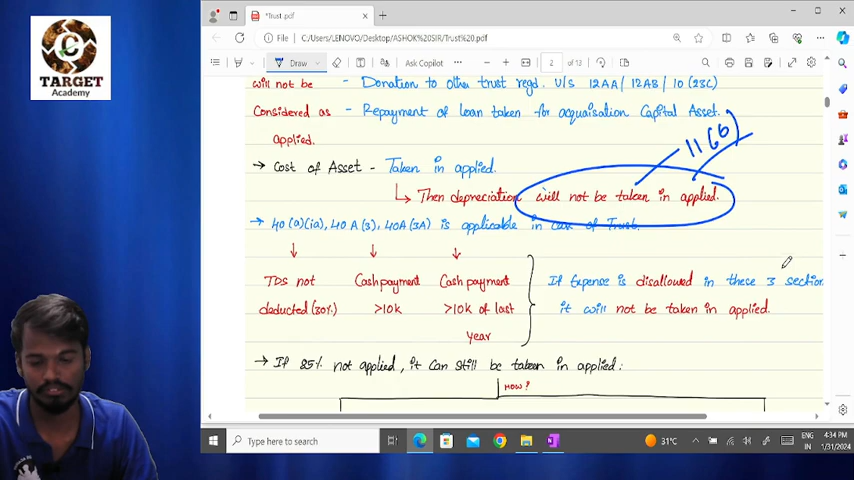 TARGET
Academy
*Trust.pdf
File
C:/Users/LENOVO/Desktop/ASHOK%20SIR/Trust%20.pdf
Draw
Ask Copilot
2
of 13
will not be - Donation to other trust regd. U/S 12AA/ 12AB/ 10 (23C)
Considered as - Repayment of loan taken for acquaisation Capital Asset.
applied.
11(6)
→ Cost of Asset - Taken in applied.
Then depreciation will not be taken in applied.
→ 40(a)(ia), 40 A(3), 40A(3A) is applicable in case of Trust.
TDS not Cash payment Cash payment If Expense is disallowed in these 3 section
deducted (30%) >10k >10k of last it will not be taken in applied.
year
→ If 85% not applied, it can still be taken in applied:
HOW?
Type here to search
31°C
ENG
IN
4:34 PM
1/31/2024